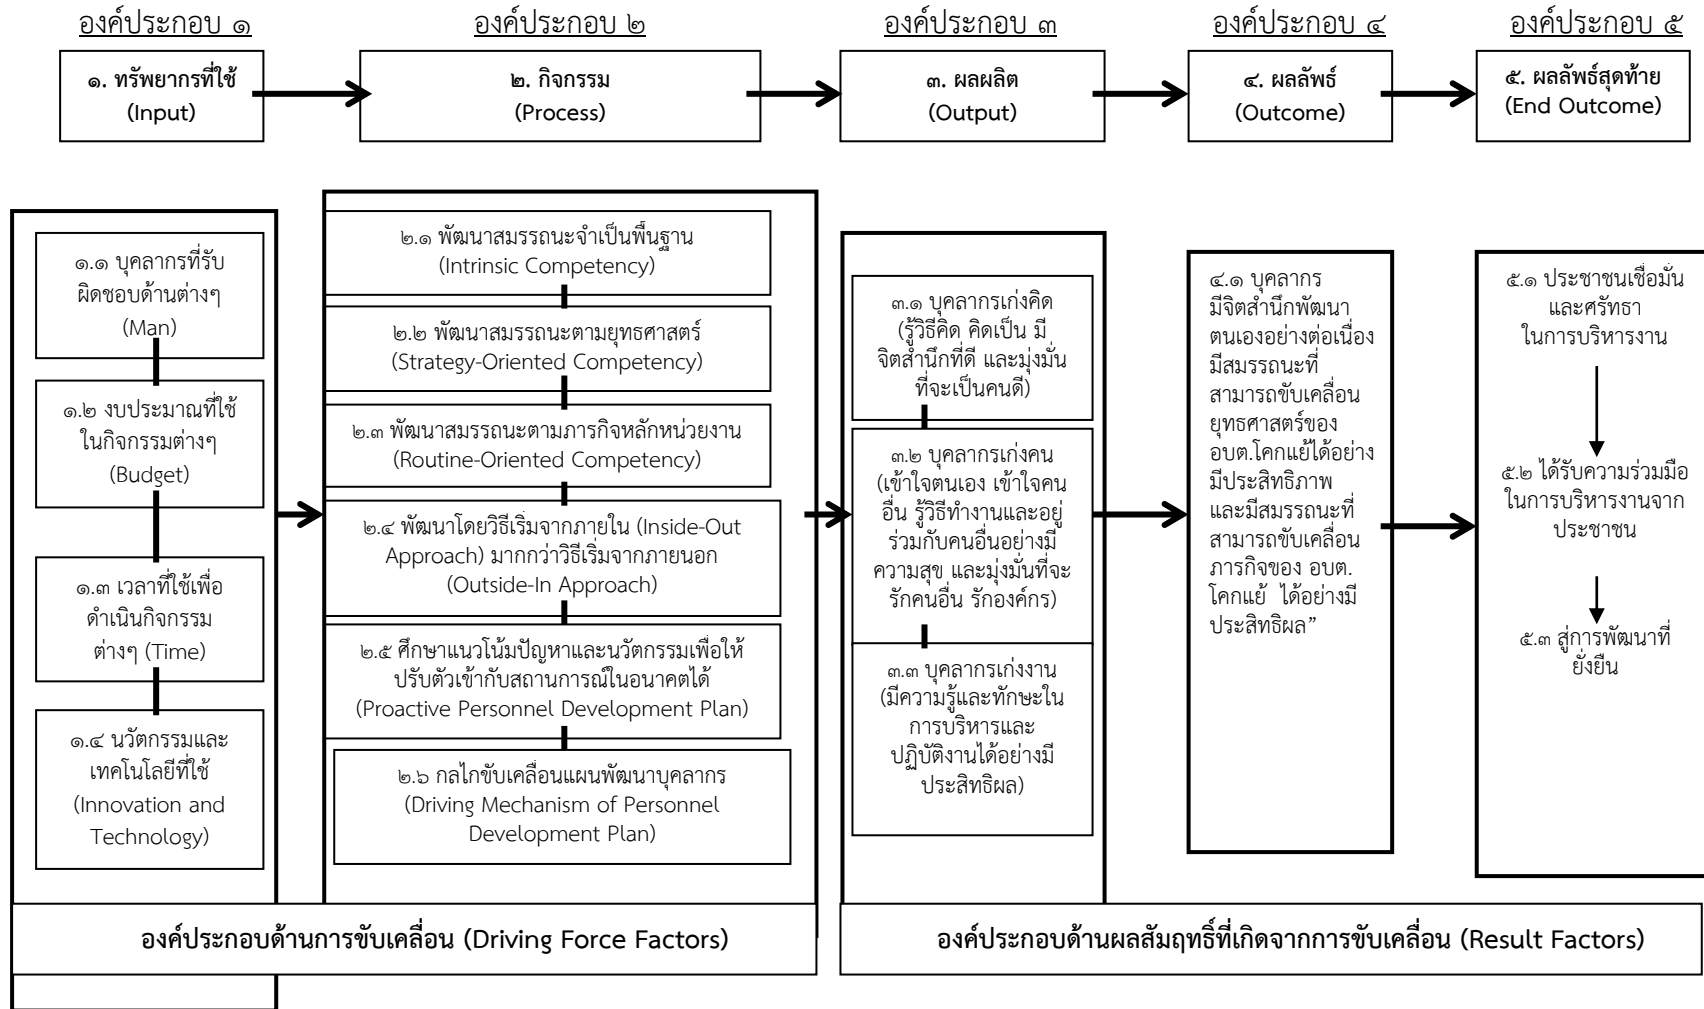 องค์ประกอบ ๑
องค์ประกอบ ๒
องค์ประกอบ ๓
องค์ประกอบ ๔
องค์ประกอบ ๕
๑. ทรัพยากรที่ใช้
(Input)
๒. กิจกรรม
(Process)
๓. ผลผลิต
(Output)
๔. ผลลัพธ์
(Outcome)
๕. ผลลัพธ์สุดท้าย
(End Outcome)
๑.๑ บุคลากรที่รับ
ผิดชอบด้านต่างๆ
(Man)
๑.๒ งบประมาณที่ใช้
ในกิจกรรมต่างๆ
(Budget)
๑.๓ เวลาที่ใช้เพื่อ
ดำเนินกิจกรรม
ต่างๆ (Time)
๑.๔ นวัตกรรมและ
เทคโนโลยีที่ใช้
(Innovation and
Technology)
๒.๑ พัฒนาสมรรถนะจำเป็นพื้นฐาน
(Intrinsic Competency)
๒.๒ พัฒนาสมรรถนะตามยุทธศาสตร์
(Strategy-Oriented Competency)
๒.๓ พัฒนาสมรรถนะตามภารกิจหลักหน่วยงาน
(Routine-Oriented Competency)
๒.๔ พัฒนาโดยวิธีเริ่มจากภายใน (Inside-Out
Approach) มากกว่าวิธีเริ่มจากภายนอก
(Outside-In Approach)
๒.๕ ศึกษาแนวโน้มปัญหาและนวัตกรรมเพื่อให้
ปรับตัวเข้ากับสถานการณ์ในอนาคตได้
(Proactive Personnel Development Plan)
๒.๖ กลไกขับเคลื่อนแผนพัฒนาบุคลากร
(Driving Mechanism of Personnel
Development Plan)
๓.๑ บุคลากรเก่งคิด
(รู้วิธีคิด คิดเป็น มี
จิตสำนึกที่ดี และมุ่งมั่น
ที่จะเป็นคนดี)
๓.๒ บุคลากรเก่งคน
(เข้าใจตนเอง เข้าใจคน
อื่น รู้วิธีทำงานและอยู่
ร่วมกับคนอื่นอย่างมี
ความสุข และมุ่งมั่นที่จะ
รักคนอื่น รักองค์กร)
๓.๓ บุคลากรเก่งงาน
(มีความรู้และทักษะใน
การบริหารและ
ปฏิบัติงานได้อย่างมี
ประสิทธิผล)
๔.๑ บุคลากร
มีจิตสำนึกพัฒนา
ตนเองอย่างต่อเนื่อง
มีสมรรถนะที่
สามารถขับเคลื่อน
ยุทธศาสตร์ของ
อบต.โคกแย้ได้อย่าง
มีประสิทธิภาพ
และมีสมรรถนะที่
สามารถขับเคลื่อน
ภารกิจของ อบต.
โคกแย้ ได้อย่างมี
ประสิทธิผล”
๕.๑ ประชาชนเชื่อมั่น
และศรัทธา
ในการบริหารงาน
๕.๒ ได้รับความร่วมมือ
ในการบริหารงานจาก
ประชาชน
๕.๓ สู่การพัฒนาที่
ยั่งยืน
องค์ประกอบด้านการขับเคลื่อน (Driving Force Factors)
องค์ประกอบด้านผลสัมฤทธิ์ที่เกิดจากการขับเคลื่อน (Result Factors)